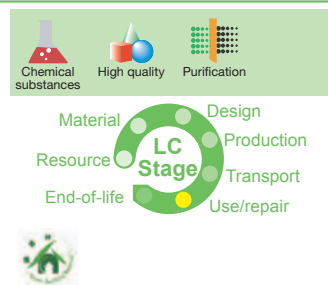 Chemical
substances
High quality
Purification
Material
Design
LC
Stage
Production
Resource
Transport
End-of-life
Use/repair